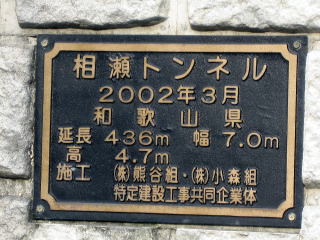 相瀬トンネル
2002年3月
和歌山県
延長 436m 幅 7.0m
高 4.7m
施工 (株)熊谷組・(株)小森組
特定建設工事共同企業体